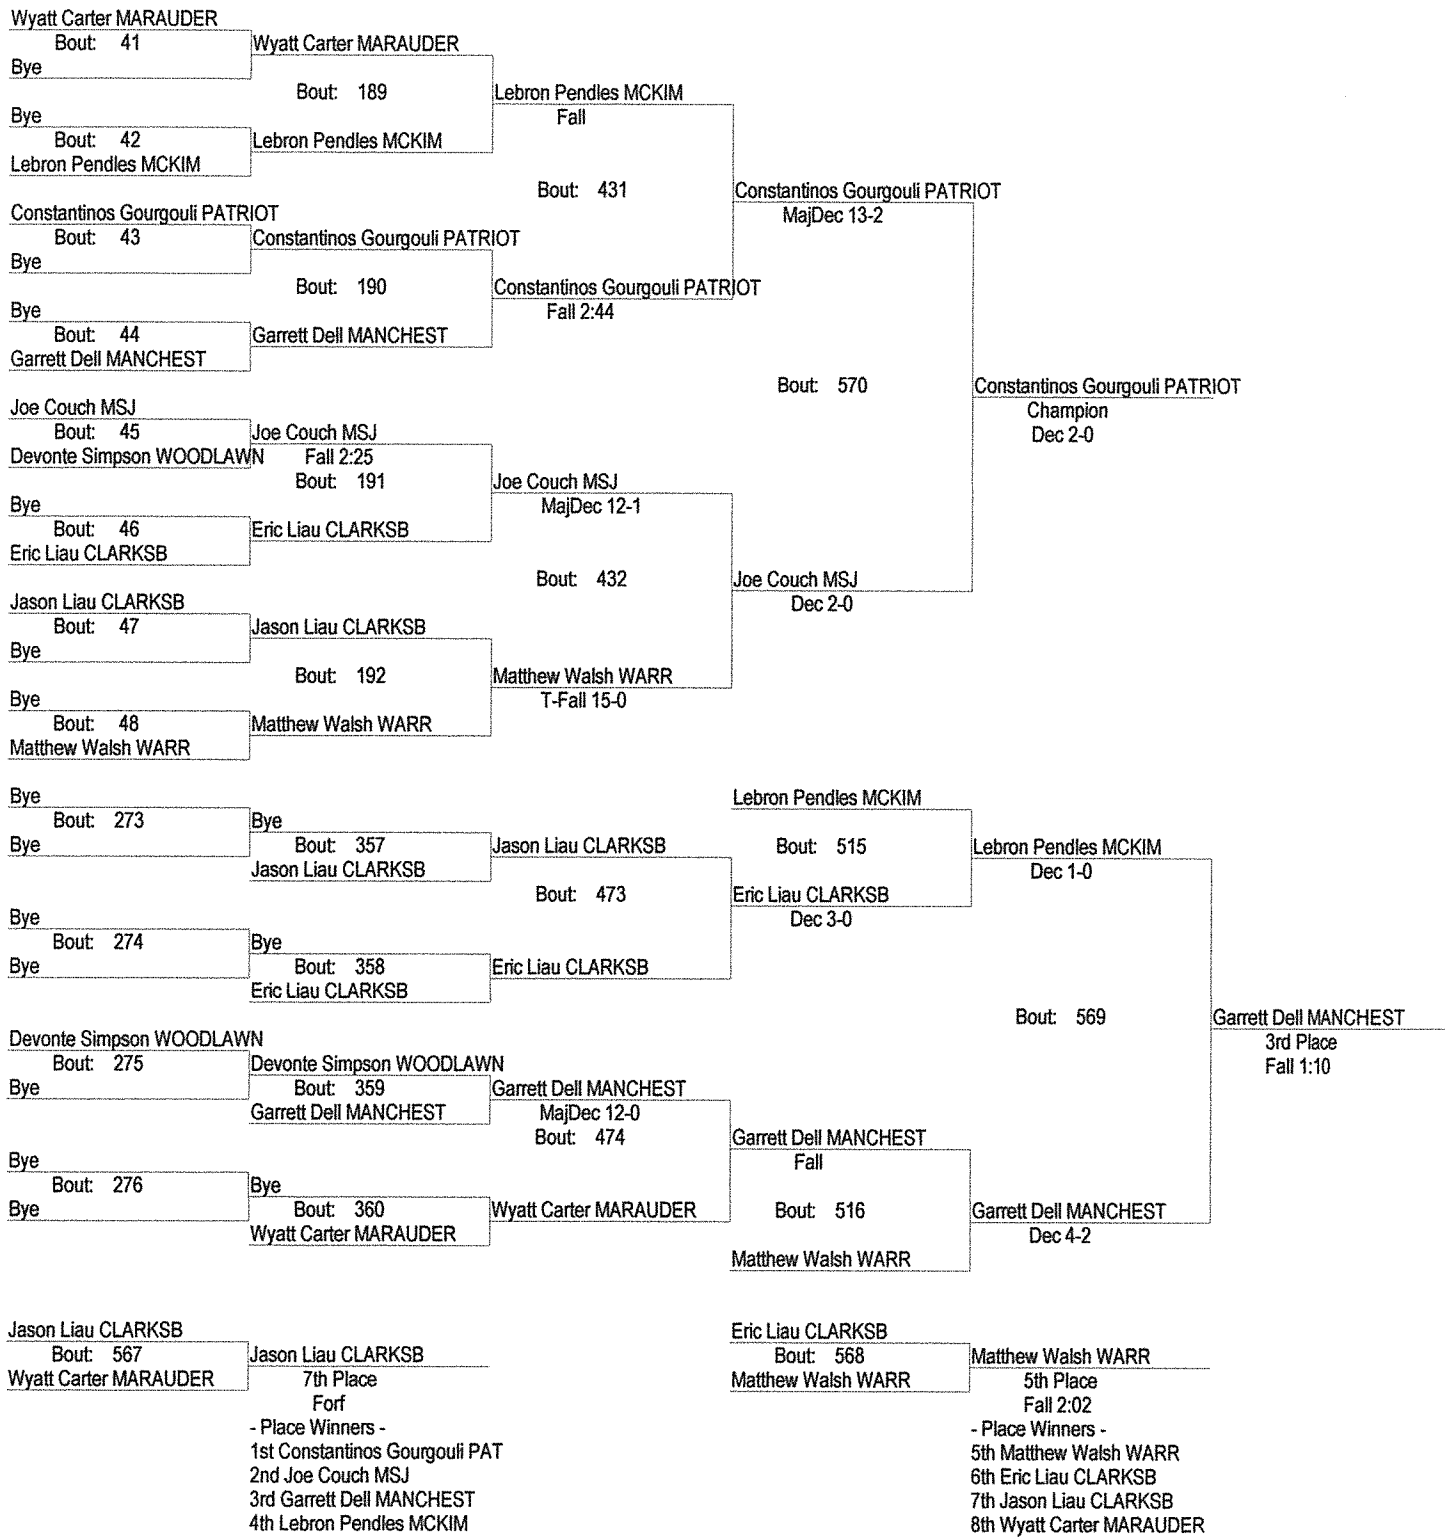 Wyatt Carter MARAUDER
Bout: 41
Bye
Wyatt Carter MARAUDER
Bout: 189
Bye
Bout: 42
Lebron Pendles MCKIM
Lebron Pendles MCKIM
Lebron Pendles MCKIM
Fall
Bout: 431
Constantinos Gourgouli PATRIOT
Bout: 43
Bye
Constantinos Gourgouli PATRIOT
Bout: 190
Bye
Bout: 44
Garrett Dell MANCHEST
Garrett Dell MANCHEST
Constantinos Gourgouli PATRIOT
Fall 2:44
Constantinos Gourgouli PATRIOT
MajDec 13-2
Bout: 570
Constantinos Gourgouli PATRIOT
Champion
Dec 2-0
Joe Couch MSJ
Bout: 45
Devonte Simpson WOODLAWN
Joe Couch MSJ
Fall 2:25
Bout: 191
Bye
Bout: 46
Eric Liau CLARKSB
Eric Liau CLARKSB
Joe Couch MSJ
MajDec 12-1
Bout: 432
Joe Couch MSJ
Dec 2-0
Jason Liau CLARKSB
Bout: 47
Bye
Jason Liau CLARKSB
Bout: 192
Bye
Bout: 48
Matthew Walsh WARR
Matthew Walsh WARR
Matthew Walsh WARR
T-Fall 15-0
Bye
Bout: 273
Bye
Bye
Bout: 357
Jason Liau CLARKSB
Jason Liau CLARKSB
Bout: 473
Bye
Bout: 274
Bye
Bye
Bout: 358
Eric Liau CLARKSB
Eric Liau CLARKSB
Lebron Pendles MCKIM
Bout: 515
Eric Liau CLARKSB
Dec 3-0
Lebron Pendles MCKIM
Dec 1-0
Bout: 569
Garrett Dell MANCHEST
3rd Place
Fall 1:10
Devonte Simpson WOODLAWN
Bout: 275
Bye
Devonte Simpson WOODLAWN
Bout: 359
Garrett Dell MANCHEST
Garrett Dell MANCHEST
MajDec 12-0
Bout: 474
Bye
Bout: 276
Bye
Bye
Bout: 360
Wyatt Carter MARAUDER
Wyatt Carter MARAUDER
Garrett Dell MANCHEST
Fall
Bout: 516
Matthew Walsh WARR
Garrett Dell MANCHEST
Dec 4-2
Jason Liau CLARKSB
Bout: 567
Wyatt Carter MARAUDER
Jason Liau CLARKSB
7th Place
Forf
- Place Winners -
1st Constantinos Gourgouli PAT
2nd Joe Couch MSJ
3rd Garrett Dell MANCHEST
4th Lebron Pendles MCKIM
Eric Liau CLARKSB
Bout: 568
Matthew Walsh WARR
Matthew Walsh WARR
5th Place
Fall 2:02
- Place Winners -
5th Matthew Walsh WARR
6th Eric Liau CLARKSB
7th Jason Liau CLARKSB
8th Wyatt Carter MARAUDER